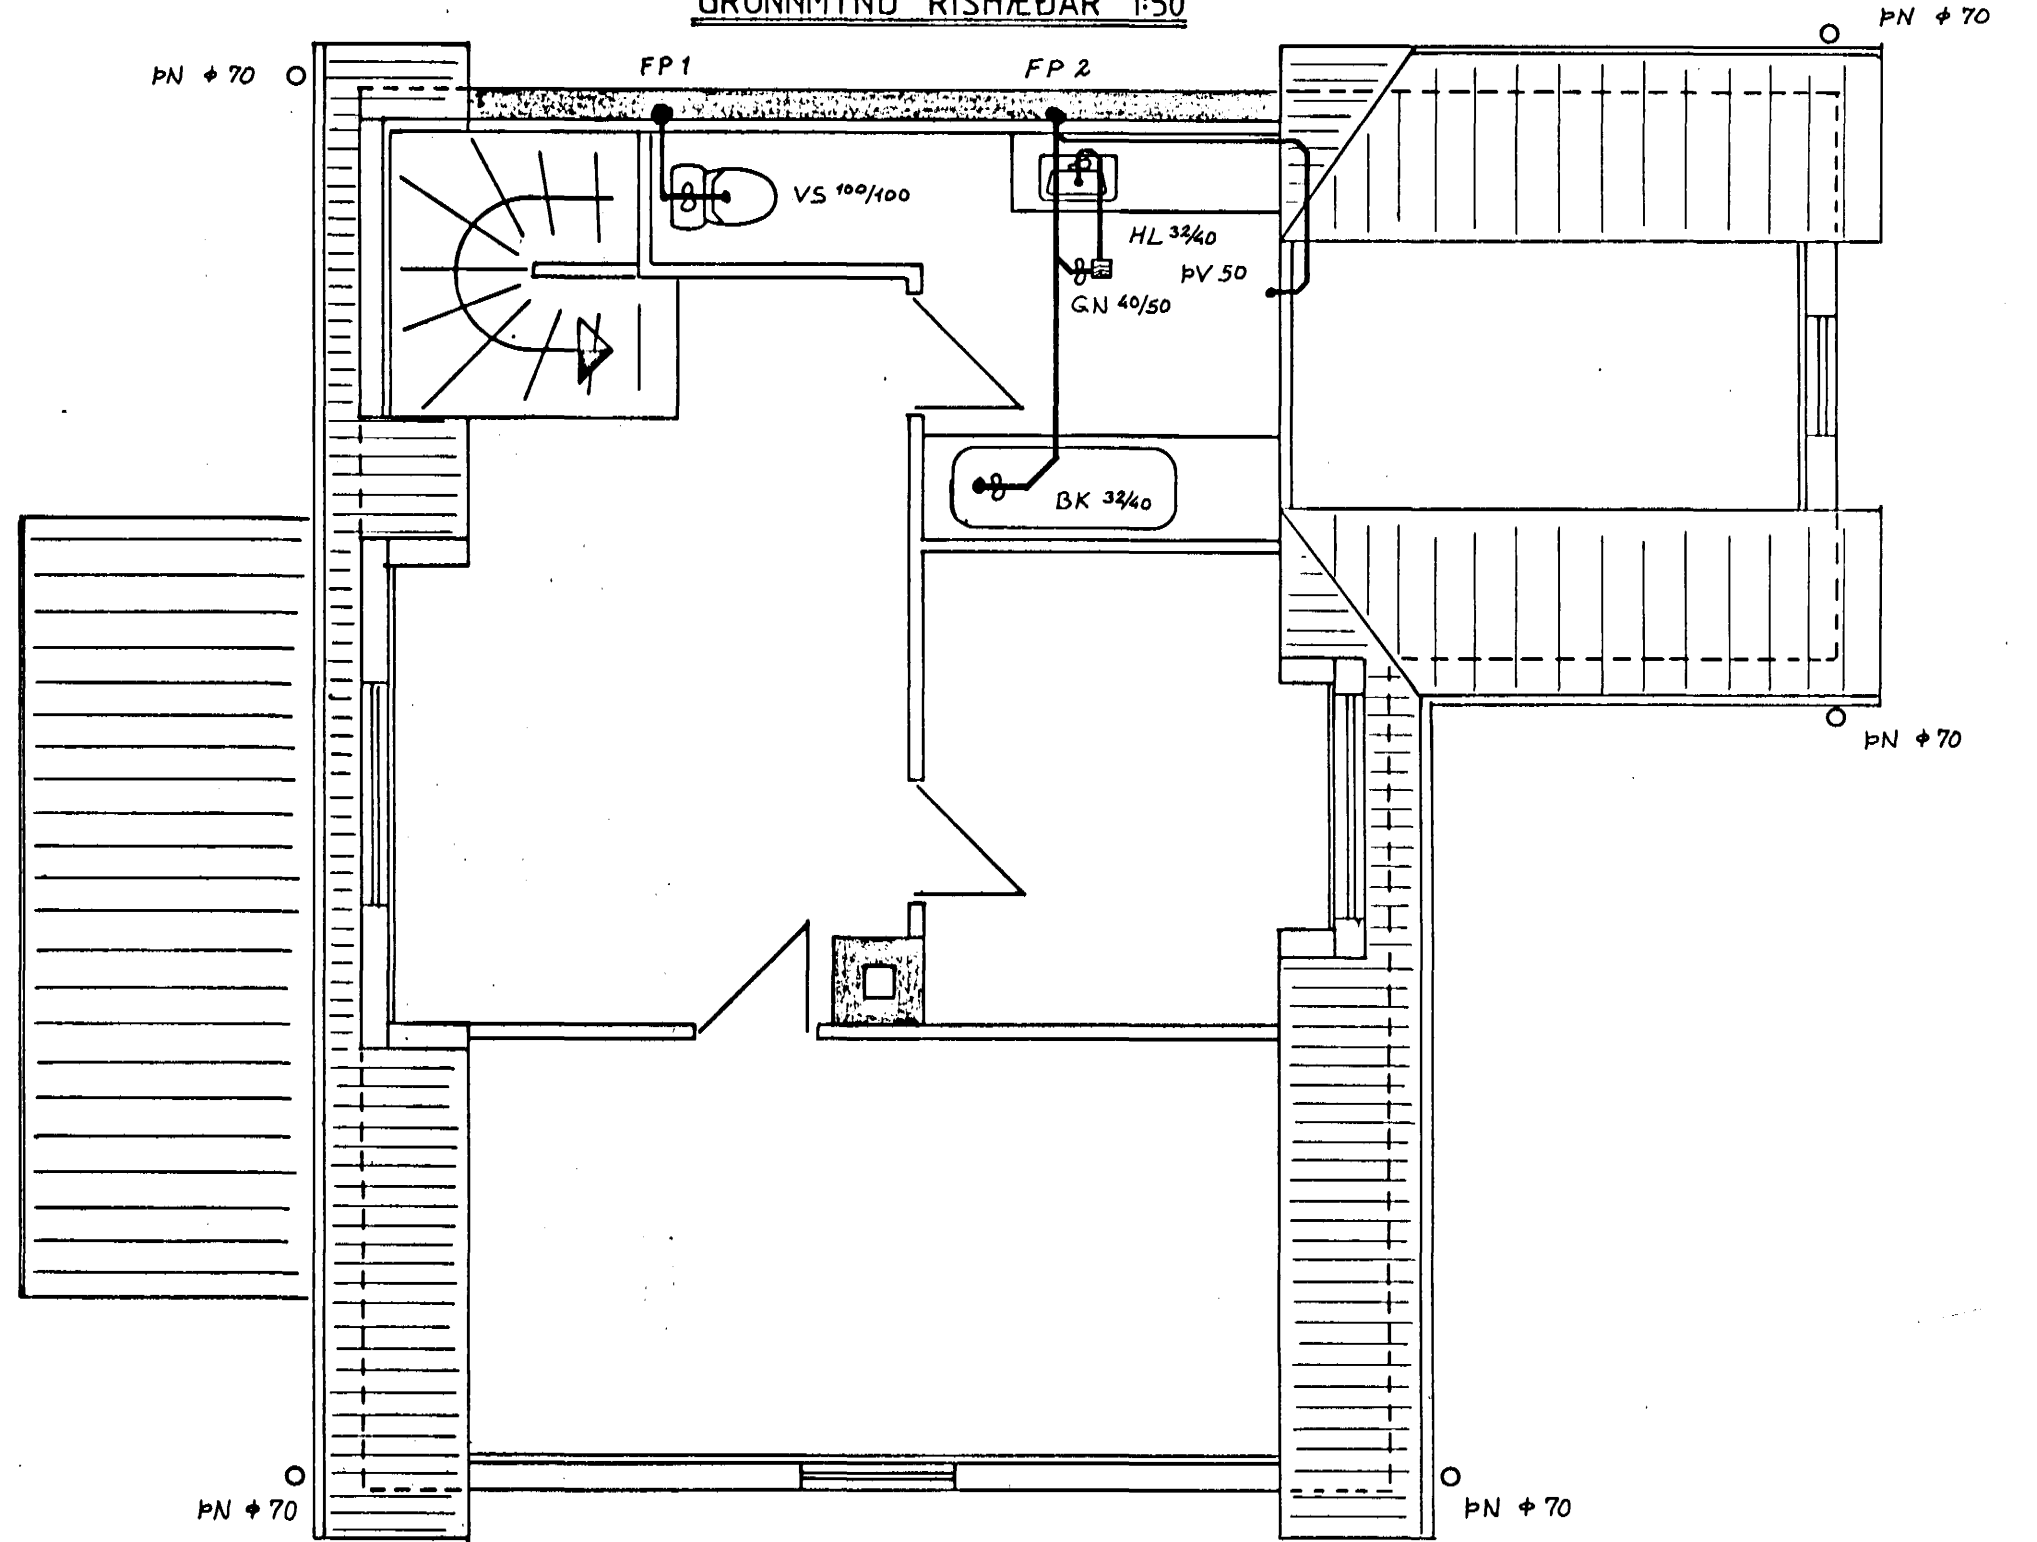 GRUNNMYND RISHÆÐAR 1:50
ÞN φ 70
ÞN φ 70
FP 1
FP 2
VS 100/100
HL 32/40
ÞV 50
GN 40/50
BK 32/40
ÞN φ 70
ÞN φ 70
ÞN φ 70